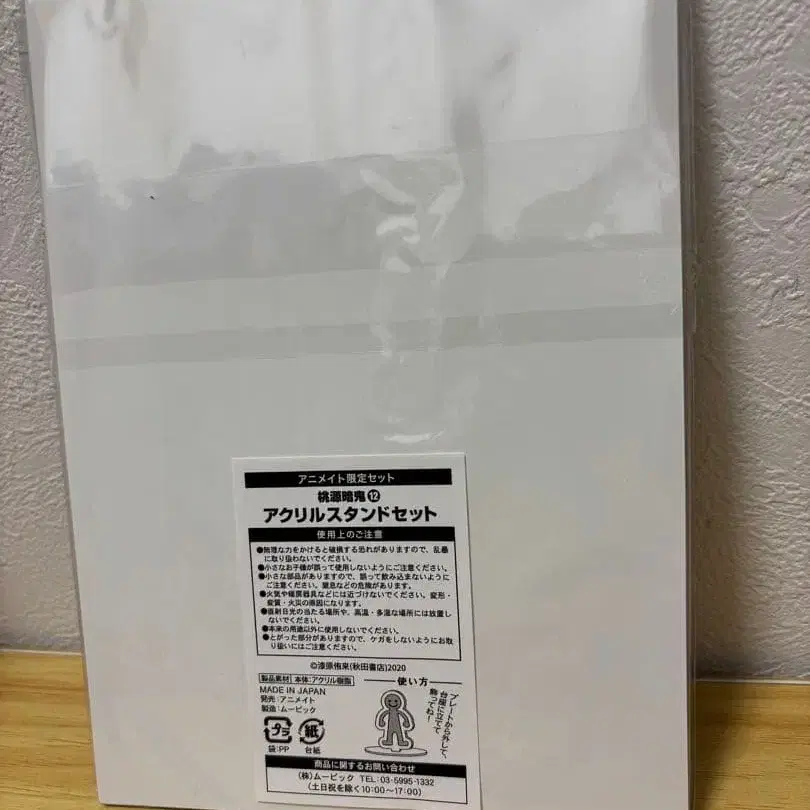 アニメイト限定セット
桃源暗鬼⑫
アクリルスタンドセット
使用上のご注意
●無理な力をかけると破損する恐れがありますので、乱暴
に取り扱わないでください。
●小さなお子様が誤って使用しないようにご注意ください。
●小さな部品がありますので、誤って飲み込まないように
ご注意ください。窒息などの危険があります。
●火気や暖房器具などには近づけないでください。変形・
変質・火災の原因になります。
●直射日光の当たる場所や、高温・多湿な場所には放置し
ないでください。
●本来の用途以外に使用しないでください。
●とがった部分がありますので、ケガをしないようにお取
り扱いにはご注意ください。
©漆原侑来(秋田書店)2020
製品素材 本体:アクリル樹脂
MADE IN JAPAN
発売:アニメイト
製造:ムービック
プラ
袋:PP
紙
台紙
使い方
プレートから外して、
台座に立てて
飾ってね!
商品に関するお問い合わせ
(株)ムービック TEL:03-5995-1332
(土日祝を除く10:00~17:00)